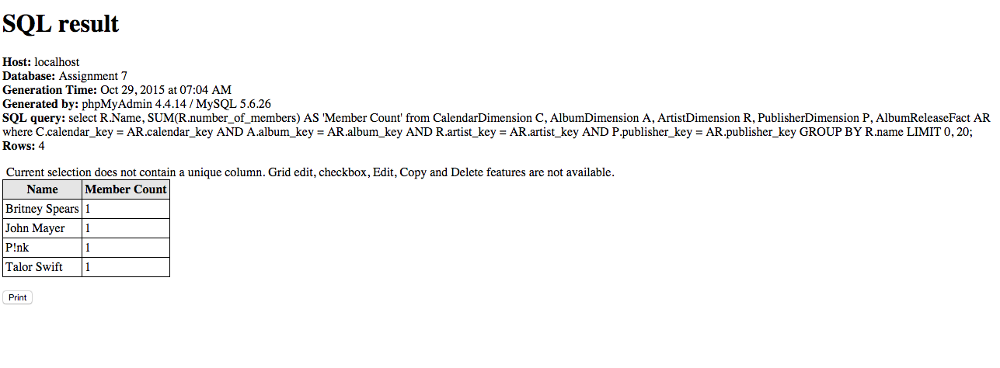 SQL result
Host: localhost
Database: Assignment 7
Generation Time: Oct 29, 2015 at 07:04 AM
Generated by: phpMyAdmin 4.4.14 / MySQL 5.6.26
SQL query: select R.Name, SUM(R.number_of_members) AS 'Member Count' from CalendarDimension C, AlbumDimension A, ArtistDimension R, PublisherDimension P, AlbumReleaseFact AR
where C.calendar_key = AR.calendar_key AND A.album_key = AR.album_key AND R.artist_key = AR.artist_key AND P.publisher_key = AR.publisher_key GROUP BY R.name LIMIT 0, 20;
Rows: 4
Current selection does not contain a unique column. Grid edit, checkbox, Edit, Copy and Delete features are not available.
Name Member Count
Britney Spears 1
John Mayer 1
P!nk 1
Talor Swift 1
Print